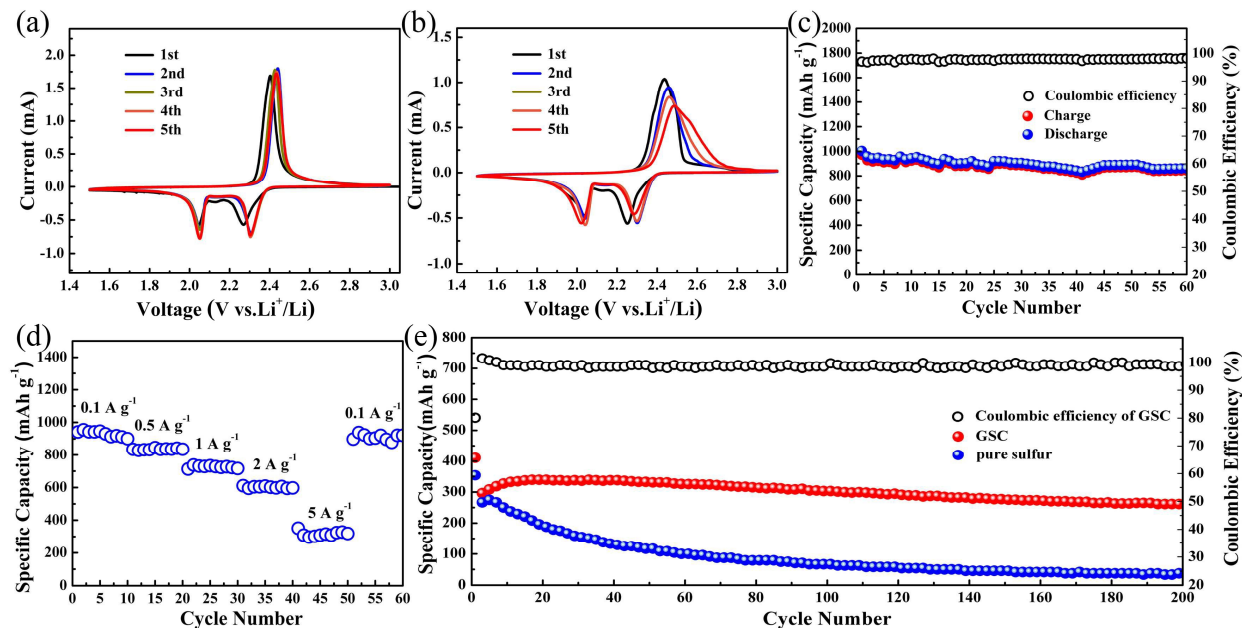 (a)
2.0
1.5
1.0
0.5
0.0
-0.5
-1.0
Current (mA)
1st
2nd
3rd
4th
5th
1.4 1.6 1.8 2.0 2.2 2.4 2.6 2.8 3.0
Voltage (V vs.Li⁺/Li)
(b)
1.5
1.0
0.5
0.0
-0.5
-1.0
-1.5
Current (mA)
1st
2nd
3rd
4th
5th
1.4 1.6 1.8 2.0 2.2 2.4 2.6 2.8 3.0
Voltage (V vs.Li⁺/Li)
(c)
2000
1800
1600
1400
1200
1000
800
600
400
200
0
Specific Capacity (mAh g⁻¹)
Coulombic efficiency
Charge
Discharge
100
90
80
70
60
50
40
30
20
Coulombic Efficiency (%)
0 5 10 15 20 25 30 35 40 45 50 55 60
Cycle Number
(d)
1400
1200
1000
800
600
400
200
0
Specific Capacity (mAh g⁻¹)
0.1 A g⁻¹
0.5 A g⁻¹
1 A g⁻¹
2 A g⁻¹
5 A g⁻¹
0.1 A g⁻¹
0 5 10 15 20 25 30 35 40 45 50 55 60
Cycle Number
(e)
800
700
600
500
400
300
200
100
0
Specific Capacity(mAh g⁻¹)
Coulombic efficiency of GSC
GSC
pure sulfur
100
90
80
70
60
50
40
30
20
Coulombic Efficiency (%)
0 20 40 60 80 100 120 140 160 180 200
Cycle Number